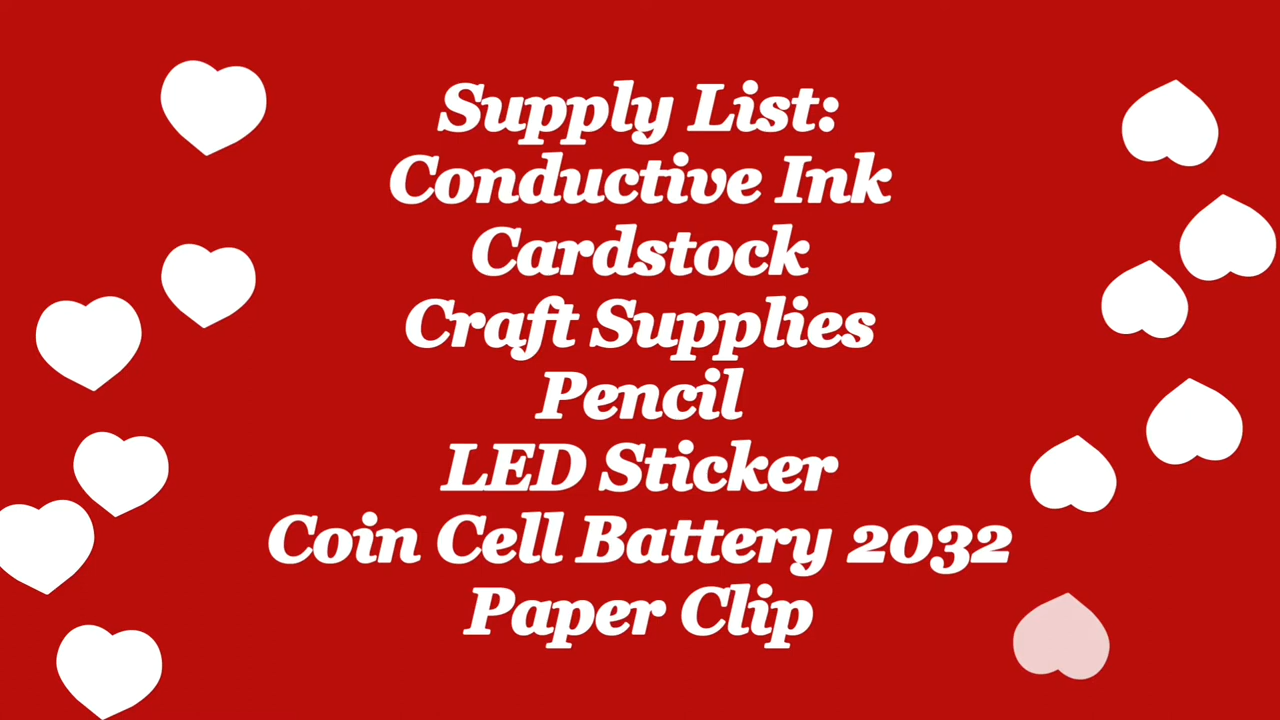 Supply List:
Conductive Ink
Cardstock
Craft Supplies
Pencil
LED Sticker
Coin Cell Battery 2032
Paper Clip